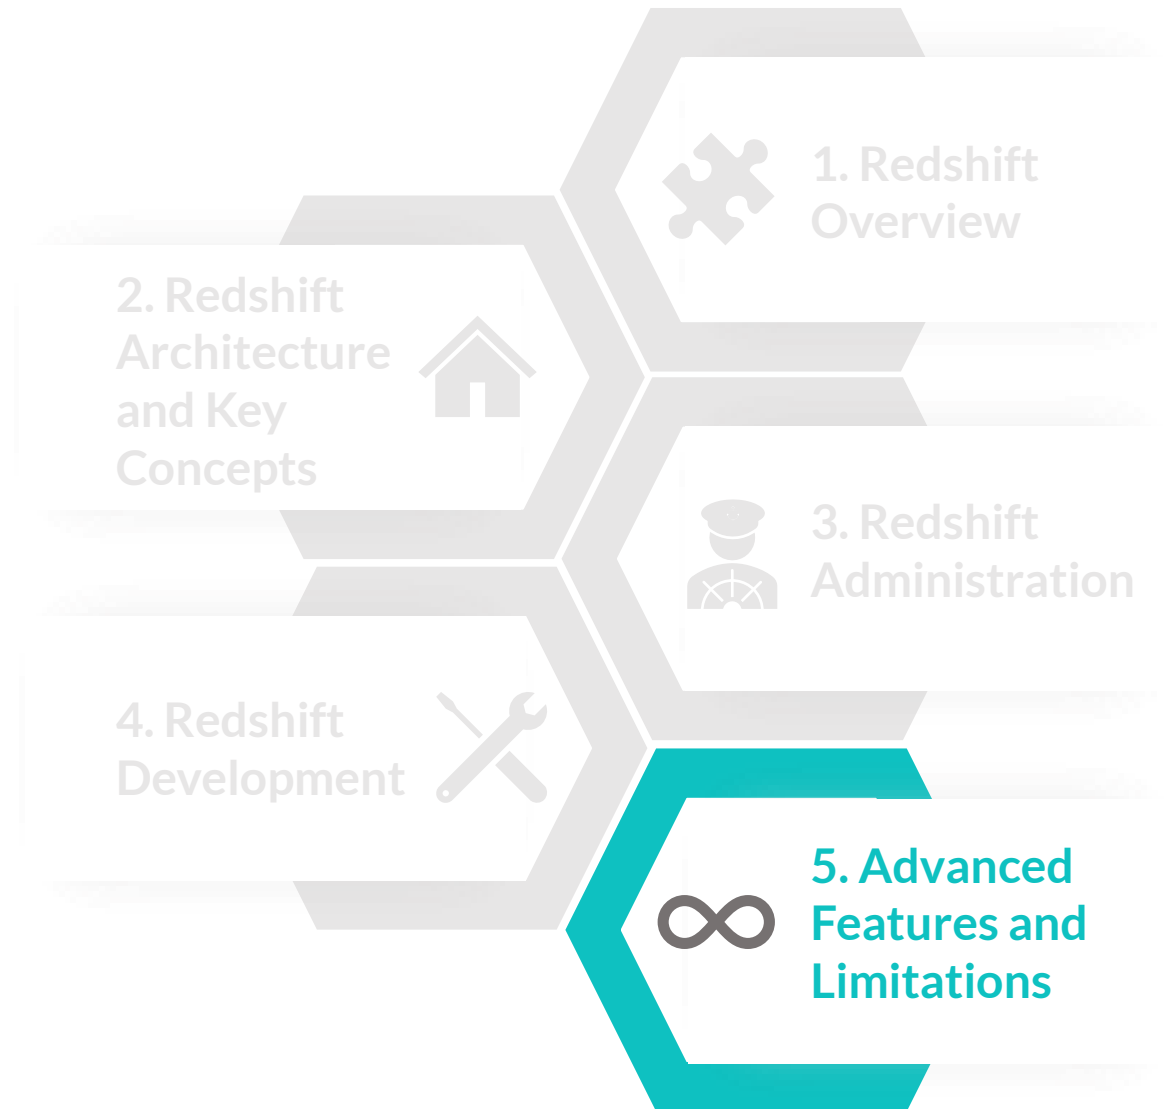 1. Redshift
Overview
2. Redshift
Architecture
and Key
Concepts
3. Redshift
Administration
4. Redshift
Development
5. Advanced
Features and
Limitations